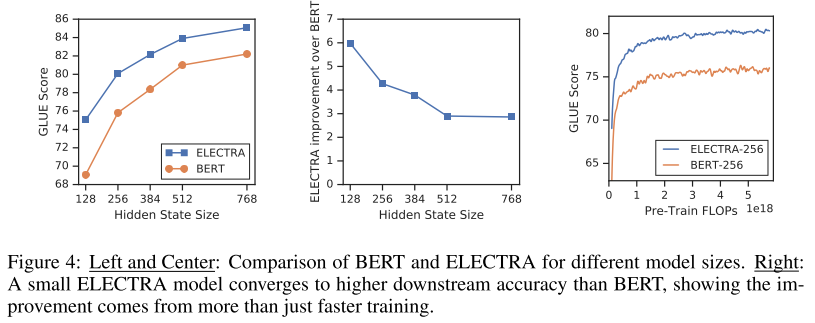 86
84
82
80
78
76
74
72
70
68
GLUE Score
128 256 384 512 768
Hidden State Size
ELECTRA
BERT
7
6
5
4
3
2
1
0
ELECTRA improvement over BERT
128 256 384 512 768
Hidden State Size
80
75
70
65
GLUE Score
0 1 2 3 4 5
1e18
Pre-Train FLOPs
ELECTRA-256
BERT-256
Figure 4: Left and Center: Comparison of BERT and ELECTRA for different model sizes. Right:
A small ELECTRA model converges to higher downstream accuracy than BERT, showing the im-
provement comes from more than just faster training.